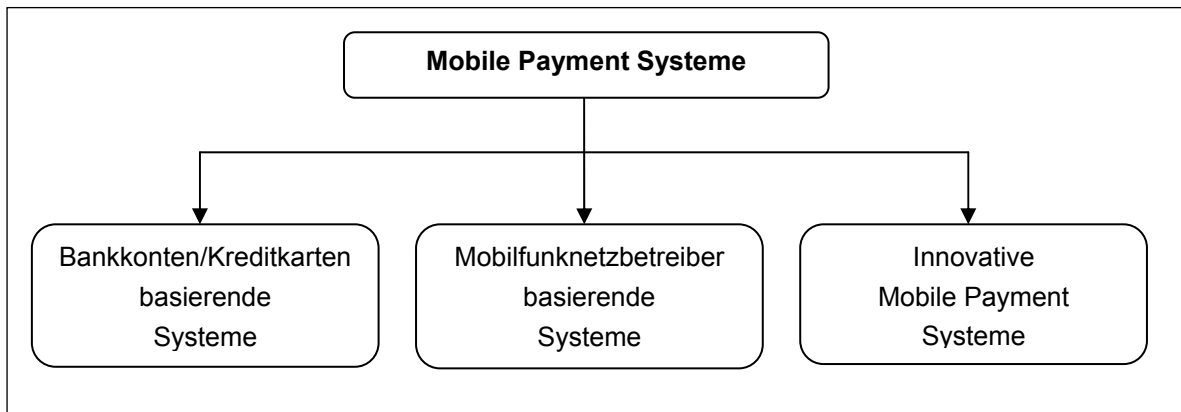 Mobile Payment Systeme
Bankkonten/Kreditkarten
basierende
Systeme
Mobilfunknetzbetreiber
basierende
Systeme
Innovative
Mobile Payment
Systeme